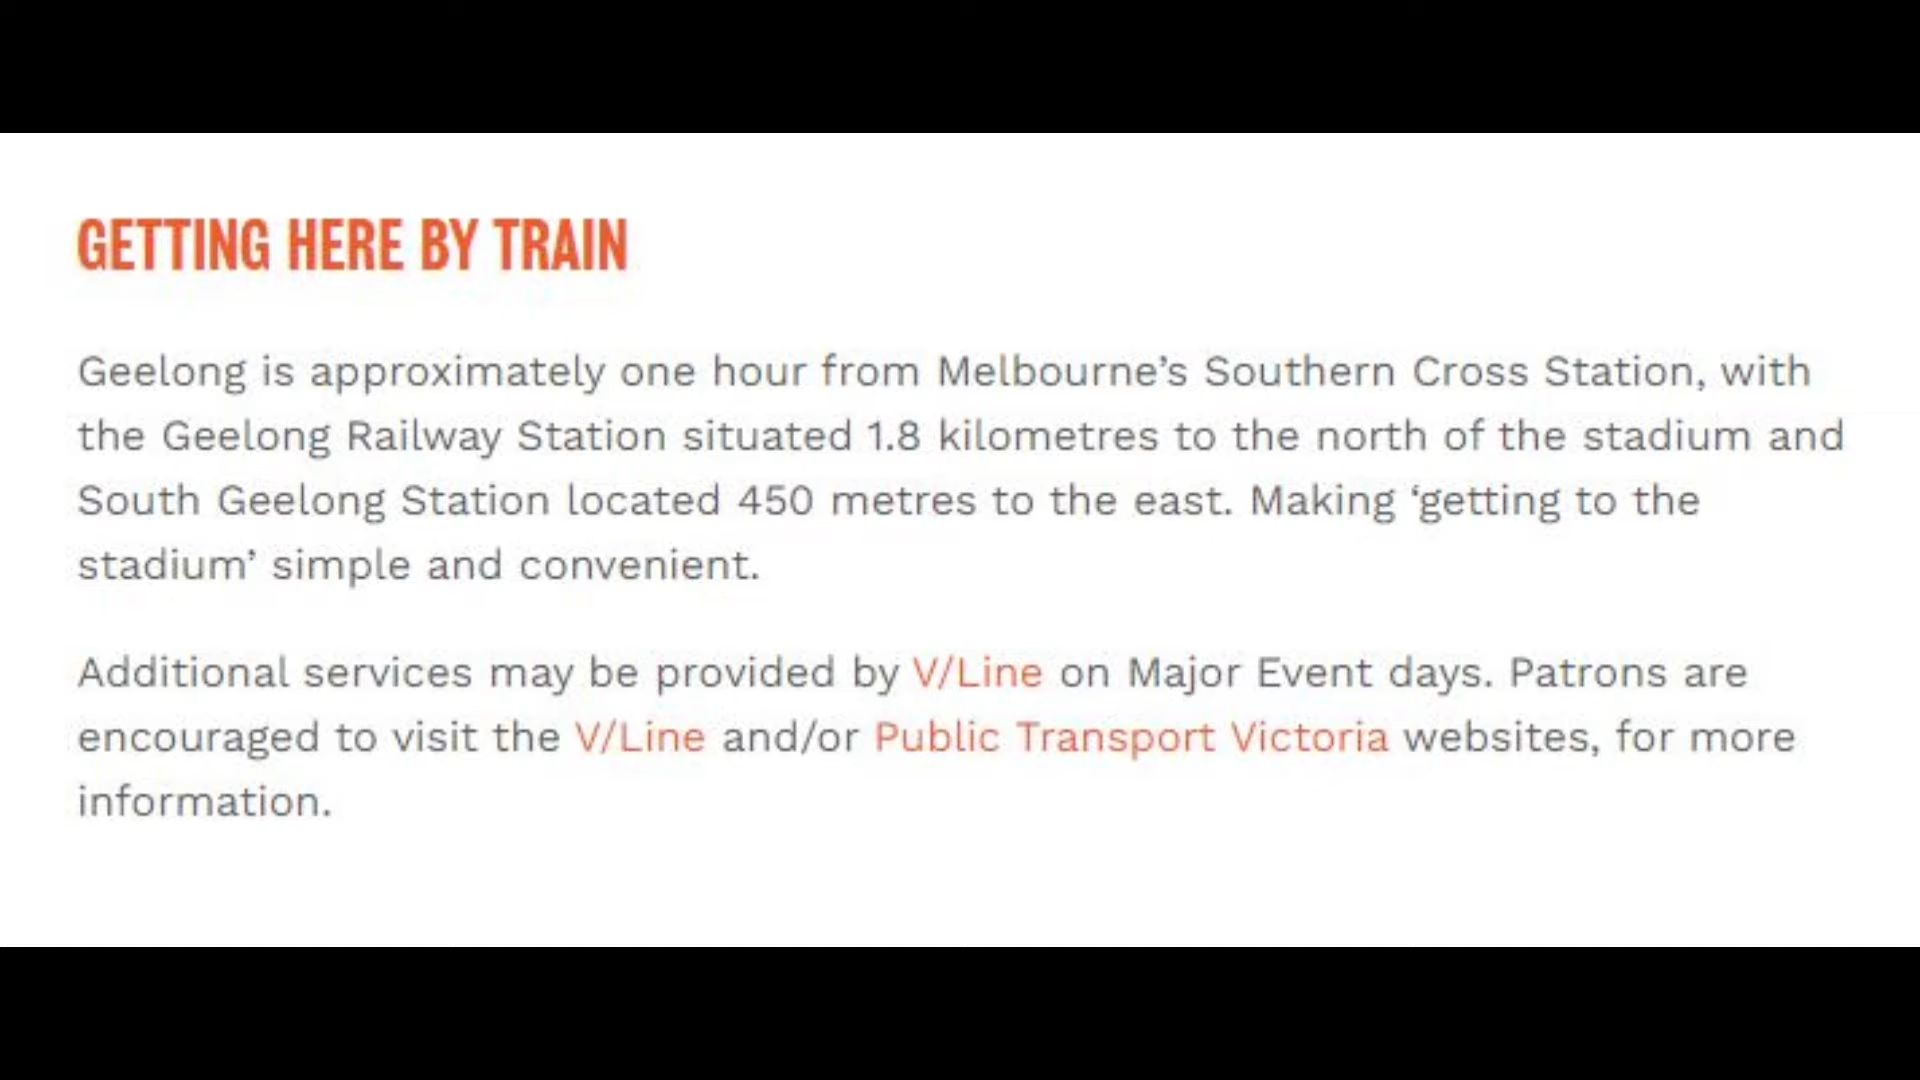 GETTING HERE BY TRAIN
Geelong is approximately one hour from Melbourne’s Southern Cross Station, with
the Geelong Railway Station situated 1.8 kilometres to the north of the stadium and
South Geelong Station located 450 metres to the east. Making ‘getting to the
stadium’ simple and convenient.
Additional services may be provided by V/Line on Major Event days. Patrons are
encouraged to visit the V/Line and/or Public Transport Victoria websites, for more
information.